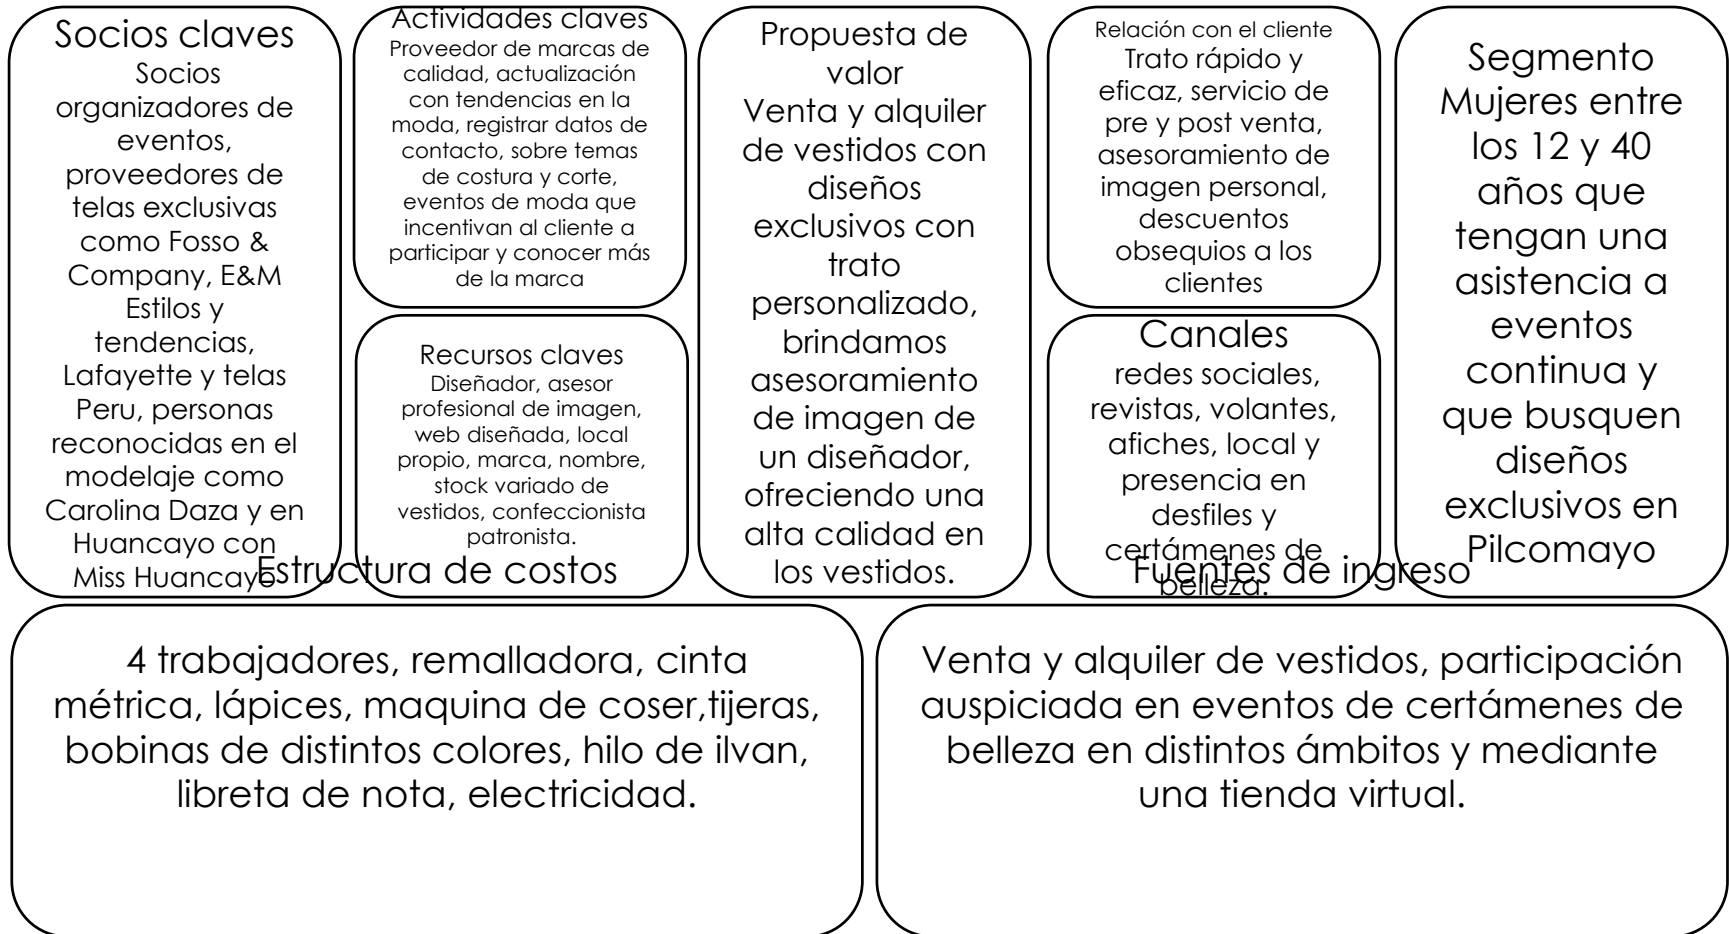 Socios claves
Socios
organizadores de
eventos,
proveedores de
telas exclusivas
como Fosso &
Company, E&M
Estilos y
tendencias,
Lafayette y telas
Peru, personas
reconocidas en el
modelaje como
Carolina Daza y en
Huancayo con
Miss Huancayo
Actividades claves
Proveedor de marcas de
calidad, actualización
con tendencias en la
moda, registrar datos de
contacto, sobre temas
de costura y corte,
eventos de moda que
incentivan al cliente a
participar y conocer más
de la marca
Recursos claves
Diseñador, asesor
profesional de imagen,
web diseñada, local
propio, marca, nombre,
stock variado de
vestidos, confeccionista
patronista.
Propuesta de
valor
Venta y alquiler
de vestidos con
diseños
exclusivos con
trato
personalizado,
brindamos
asesoramiento
de imagen de
un diseñador,
ofreciendo una
alta calidad en
los vestidos.
Relación con el cliente
Trato rápido y
eficaz, servicio de
pre y post venta,
asesoramiento de
imagen personal,
descuentos
obsequios a los
clientes
Canales
redes sociales,
revistas, volantes,
afiches, local y
presencia en
desfiles y
certámenes de
belleza.
Segmento
Mujeres entre
los 12 y 40
años que
tengan una
asistencia a
eventos
continua y
que busquen
diseños
exclusivos en
Pilcomayo
Estructura de costos
4 trabajadores, remalladora, cinta
métrica, lápices, maquina de coser,tijeras,
bobinas de distintos colores, hilo de ilvan,
libreta de nota, electricidad.
Fuentes de ingreso
Venta y alquiler de vestidos, participación
auspiciada en eventos de certámenes de
belleza en distintos ámbitos y mediante
una tienda virtual.